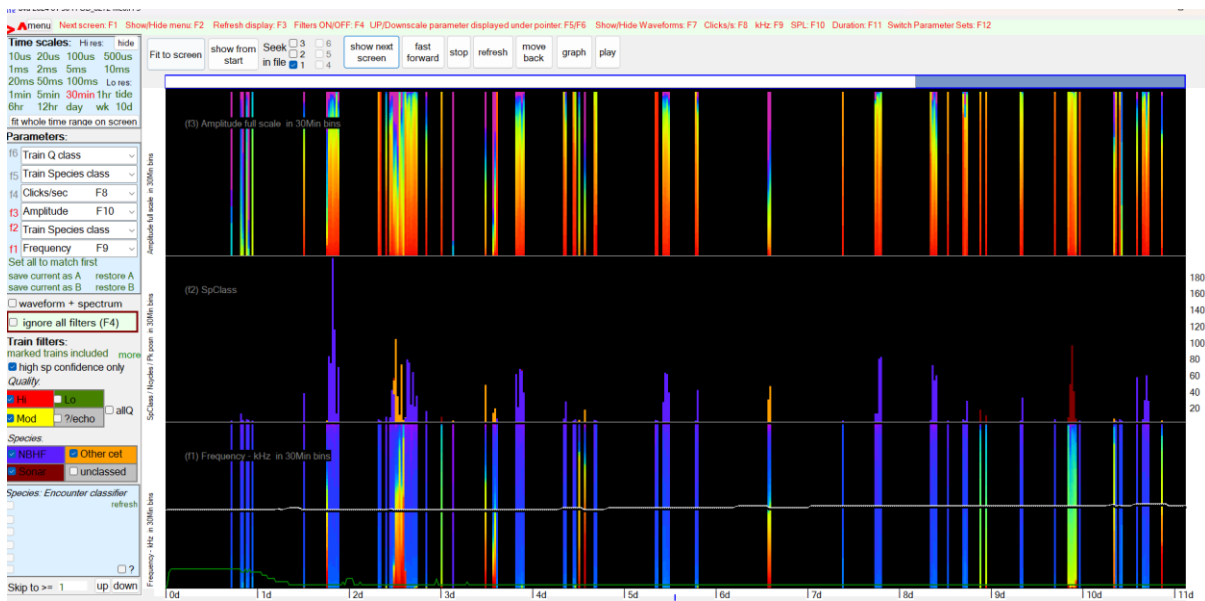 menu Next screen: F1 Show/Hide menu: F2 Refresh display: F3 Filters ON/OFF: F4 UP/Downscale parameter displayed under pointer: F5/F6 Show/Hide Waveforms: F7 Clicks/s: F8 kHz: F9 SPL: F10 Duration: F11 Switch Parameter Sets: F12
Time scales: Hi res: hide
10us 20us 100us 500us
1ms 2ms 5ms 10ms
20ms 50ms 100ms Lo res:
1min 5min 30min 1hr tide
6hr 12hr day wk 10d
fit whole time range on screen
Fit to screen
show from start
Seek in file
3 6
2 5
1 4
show next screen
fast forward
stop
refresh
move back
graph
play
Parameters:
f6 Train Q class
f5 Train Species class
f4 Clicks/sec F8
f3 Amplitude F10
f2 Train Species class
f1 Frequency F9
Set all to match first
save current as A restore A
save current as B restore B
waveform + spectrum
ignore all filters (F4)
Train filters:
marked trains included more
high sp confidence only
Quality:
Hi Lo
Mod ?/echo allQ
Species:
NBHF Other cet
Sonar unclassed
Species: Encounter classifier
refresh
?
Skip to >= 1 up down
(f3) Amplitude full scale in 30Min bins
Amplitude full scale in 30Min bins
(f2) SpClass
SpClass / Ncycles / Pk posn in 30Min bins
180
160
140
120
100
80
60
40
20
(f1) Frequency - kHz in 30Min bins
Frequency - kHz in 30Min bins
0d 1d 2d 3d 4d 5d 6d 7d 8d 9d 10d 11d